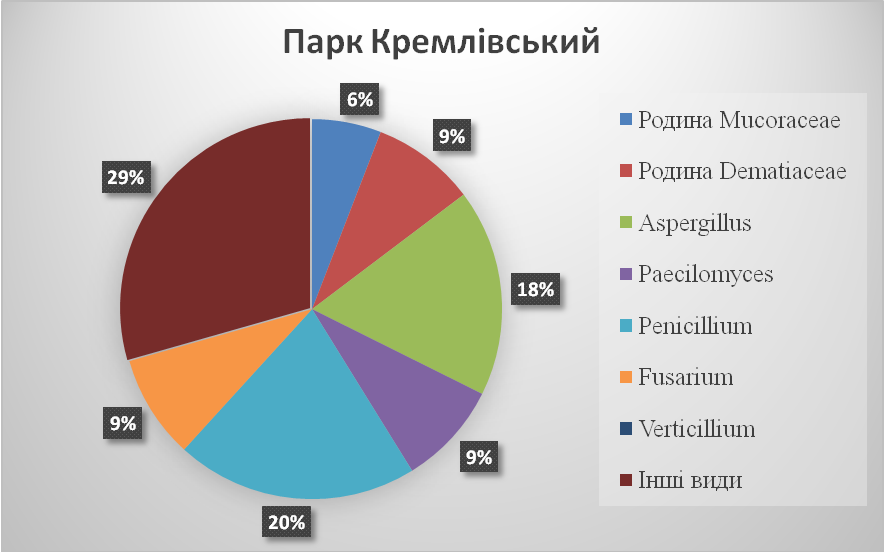 Парк Кремлівський
6%
9%
18%
9%
20%
9%
29%
Родина Mucoraceae
Родина Dematiaceae
Aspergillus
Paecilomyces
Penicillium
Fusarium
Verticillium
Інші види